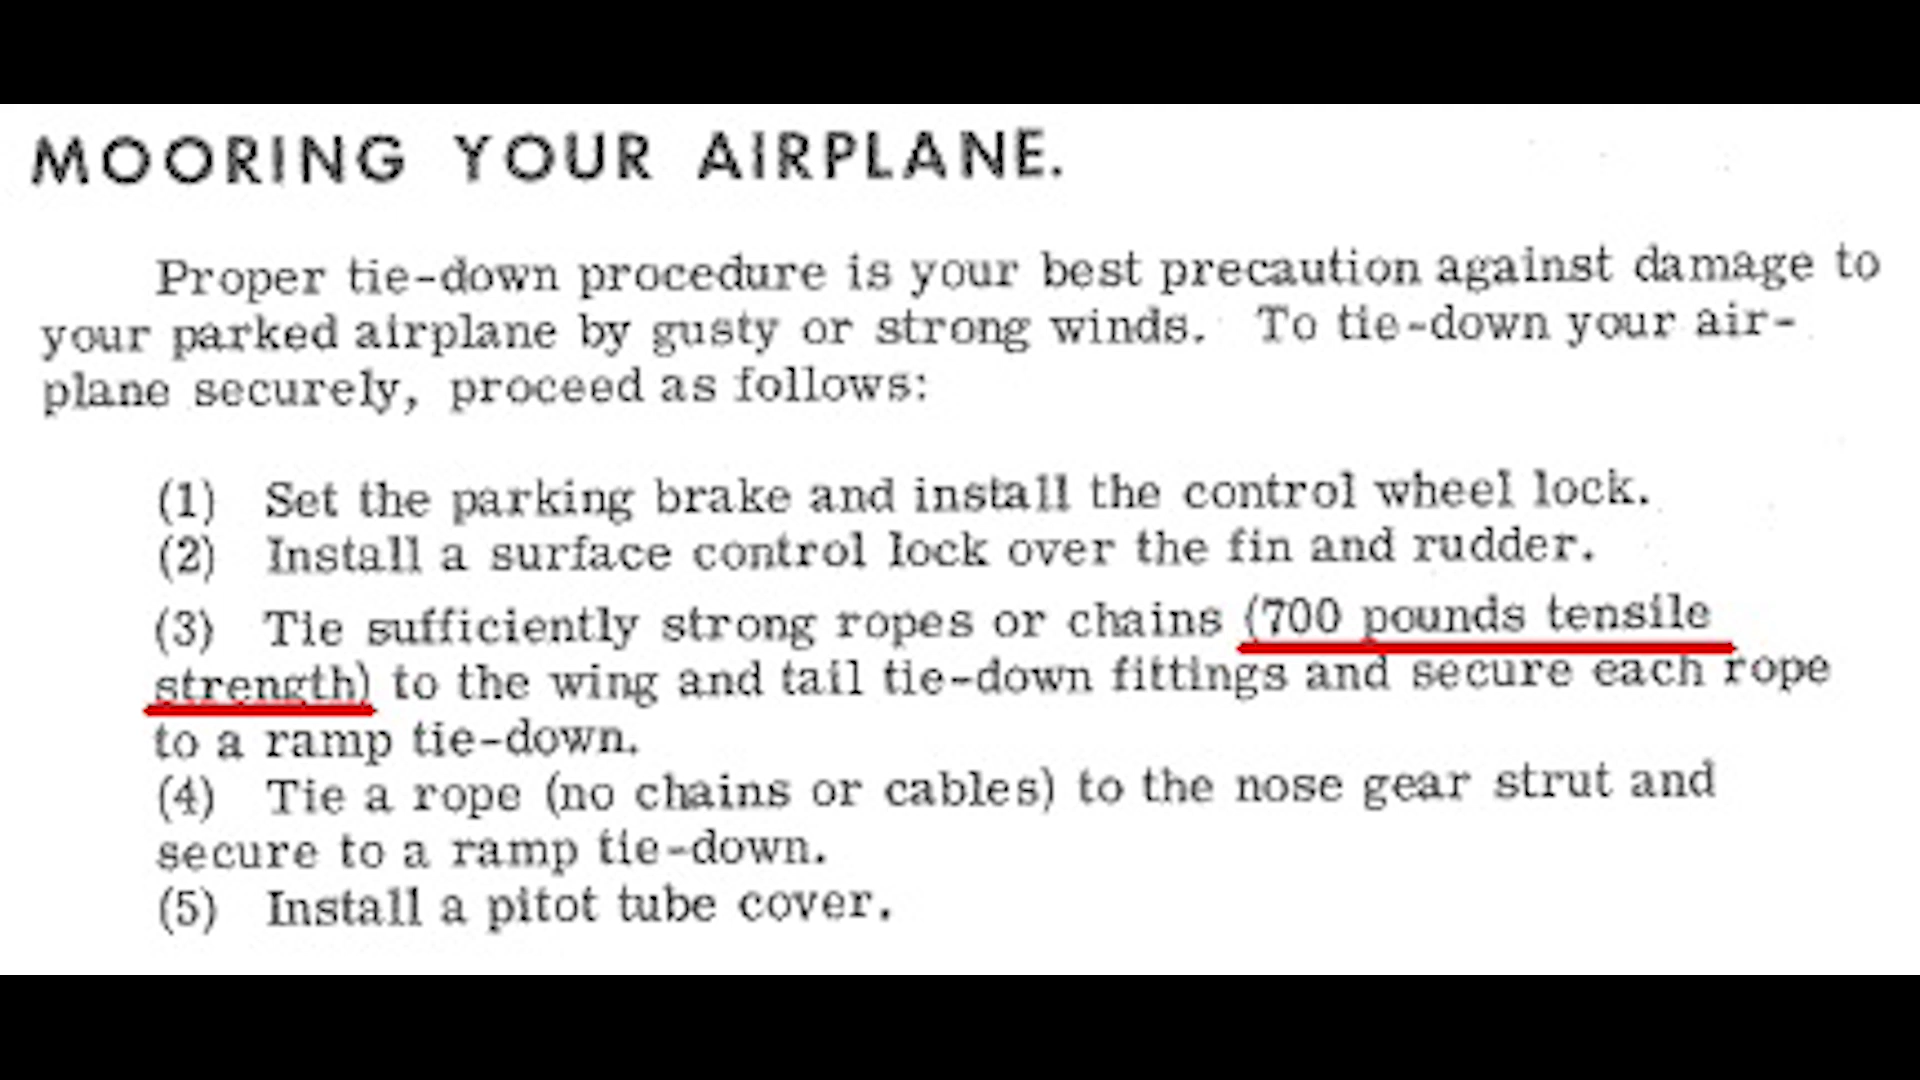 MOORING YOUR AIRPLANE.
Proper tie-down procedure is your best precaution against damage to
your parked airplane by gusty or strong winds. To tie-down your air-
plane securely, proceed as follows:
(1) Set the parking brake and install the control wheel lock.
(2) Install a surface control lock over the fin and rudder.
(3) Tie sufficiently strong ropes or chains (700 pounds tensile
strength) to the wing and tail tie-down fittings and secure each rope
to a ramp tie-down.
(4) Tie a rope (no chains or cables) to the nose gear strut and
secure to a ramp tie-down.
(5) Install a pitot tube cover.